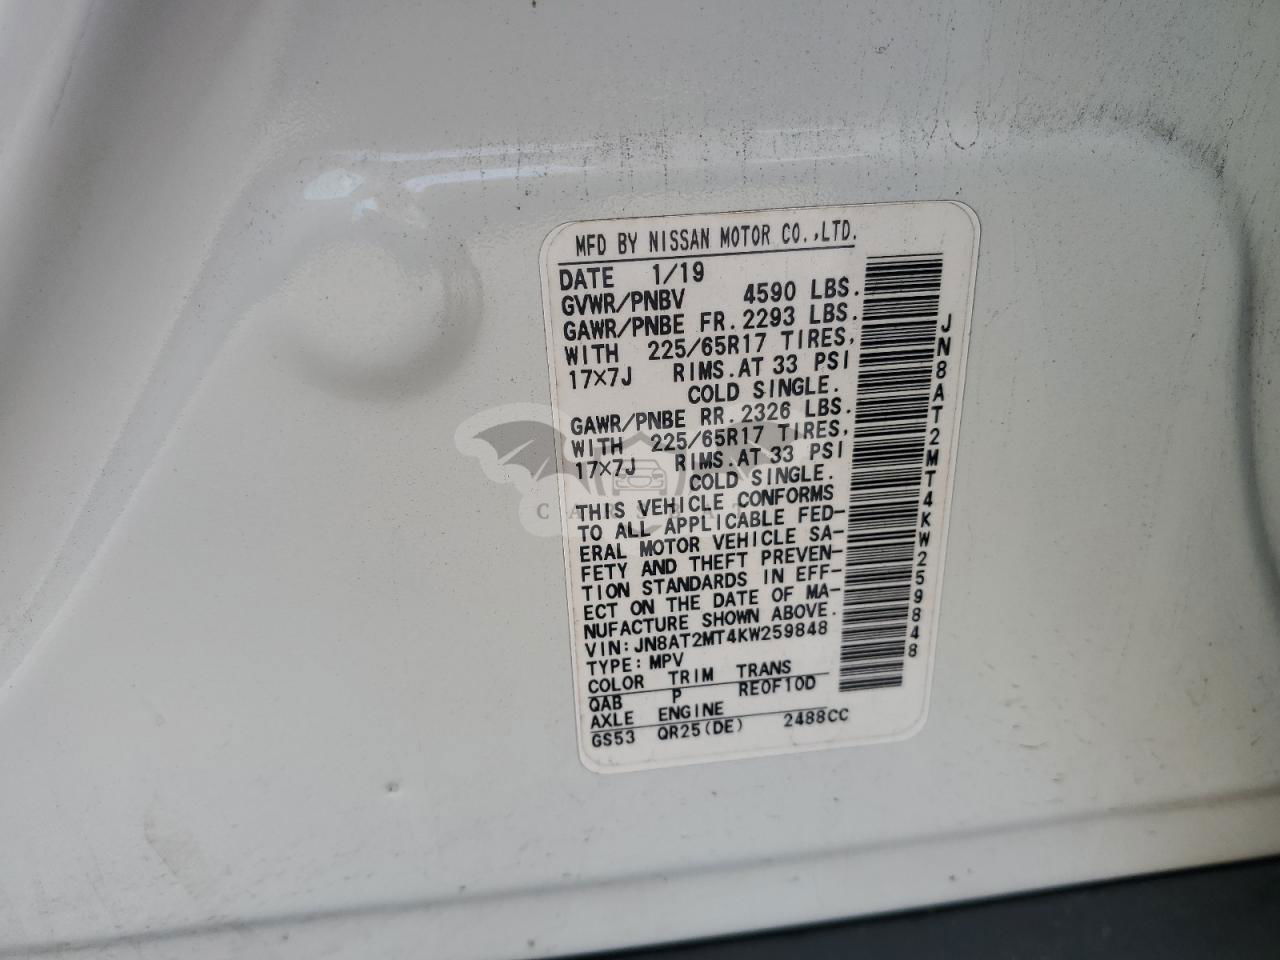 MFD BY NISSAN MOTOR CO.,LTD.
DATE 1/19
GVWR/PNBV 4590 LBS.
GAWR/PNBE FR. 2293 LBS.
WITH 225/65R17 TIRES,
17×7J RIMS. AT 33 PSI
COLD SINGLE.
GAWR/PNBE RR. 2326 LBS.
WITH 225/65R17 TIRES,
17×7J RIMS. AT 33 PSI
COLD SINGLE.
THIS VEHICLE CONFORMS
TO ALL APPLICABLE FED-
ERAL MOTOR VEHICLE SA-
FETY AND THEFT PREVEN-
TION STANDARDS IN EFF-
ECT ON THE DATE OF MA-
NUFACTURE SHOWN ABOVE.
VIN: JN8AT2MT4KW259848
TYPE: MPV
COLOR TRIM TRANS
QAB P RE0F10D
AXLE ENGINE
GS53 QR25(DE) 2488CC
JN8AT2MT4KW259848